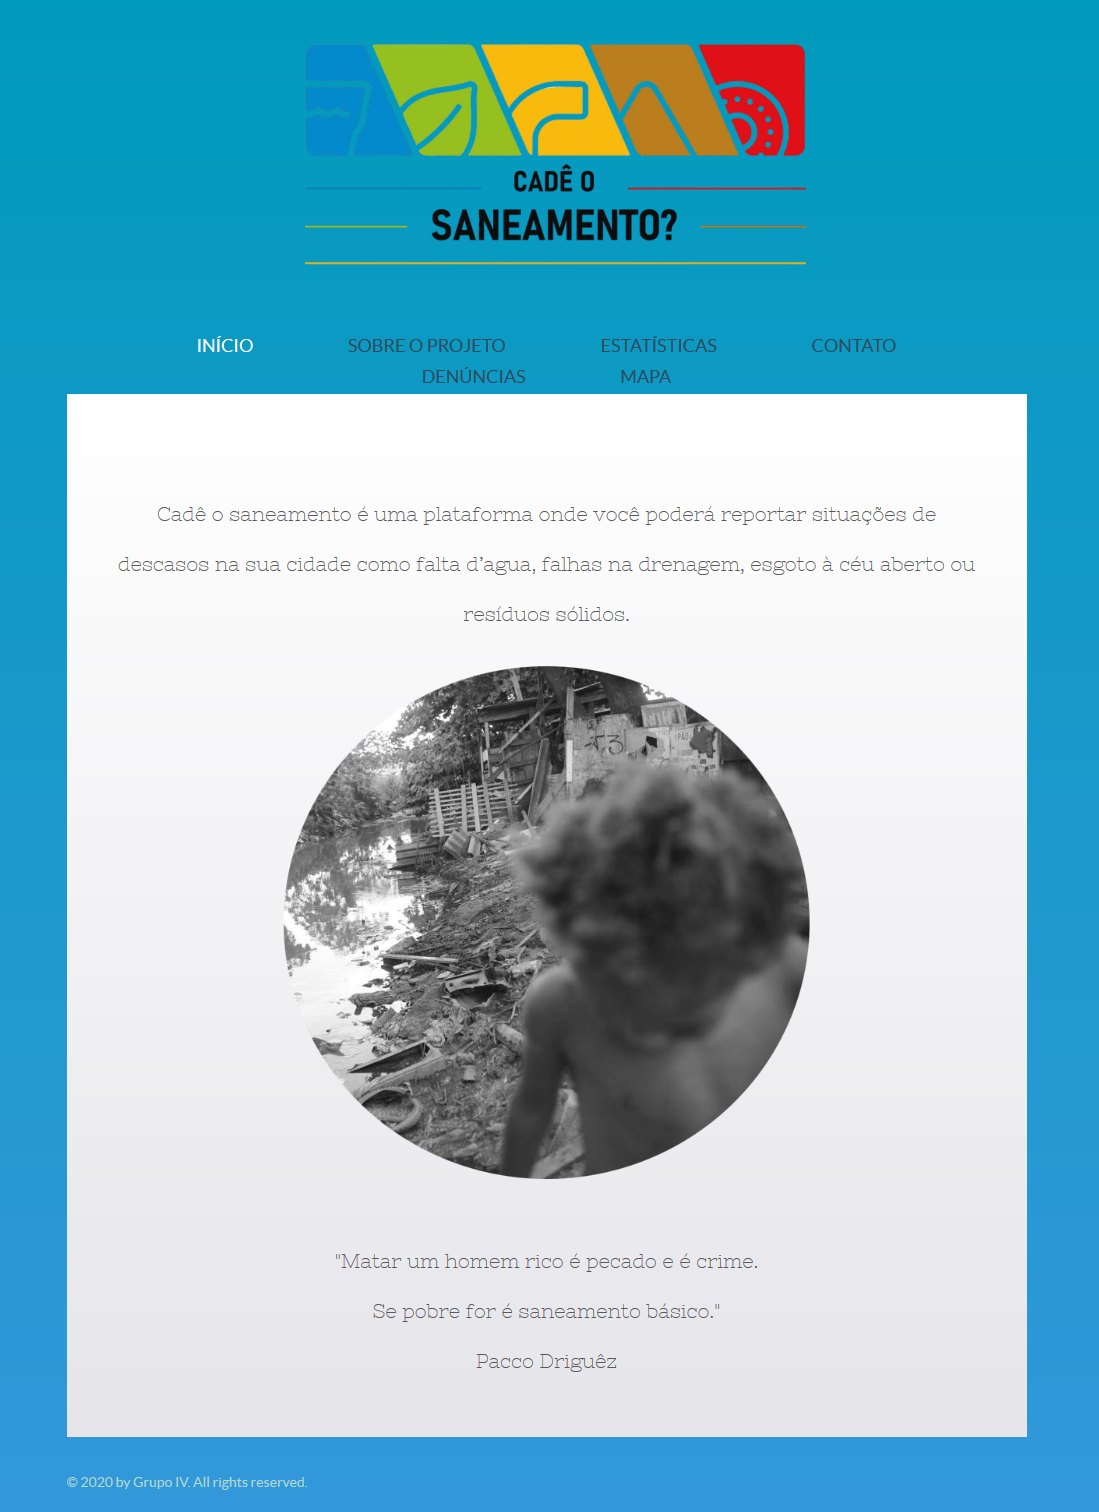 CADÊ O
SANEAMENTO?
INÍCIO SOBRE O PROJETO ESTATÍSTICAS CONTATO
DENÚNCIAS MAPA
Cadê o saneamento é uma plataforma onde você poderá reportar situações de
descasos na sua cidade como falta d’agua, falhas na drenagem, esgoto à céu aberto ou
resíduos sólidos.
"Matar um homem rico é pecado e é crime.
Se pobre for é saneamento básico."
Pacco Driguêz
© 2020 by Grupo IV. All rights reserved.